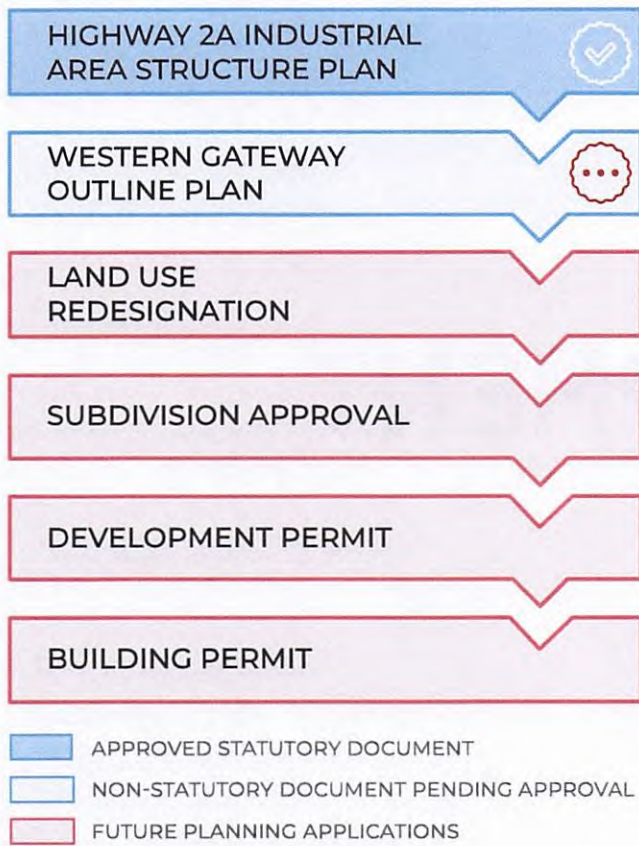 HIGHWAY 2A INDUSTRIAL
AREA STRUCTURE PLAN
WESTERN GATEWAY
OUTLINE PLAN
LAND USE
REDESIGNATION
SUBDIVISION APPROVAL
DEVELOPMENT PERMIT
BUILDING PERMIT
APPROVED STATUTORY DOCUMENT
NON-STATUTORY DOCUMENT PENDING APPROVAL
FUTURE PLANNING APPLICATIONS